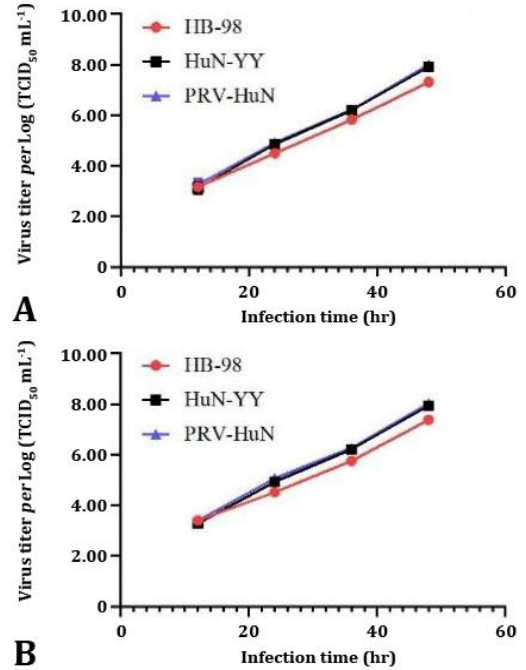 Virus titer per Log (TCID50 mL-1)
10.00
8.00
6.00
4.00
2.00
0
HB-98
HuN-YY
PRV-HuN
0 20 40 60
Infection time (hr)
A
Virus titer per Log (TCID50 mL-1)
10.00
8.00
6.00
4.00
2.00
0
HB-98
HuN-YY
PRV-HuN
0 20 40 60
Infection time (hr)
B